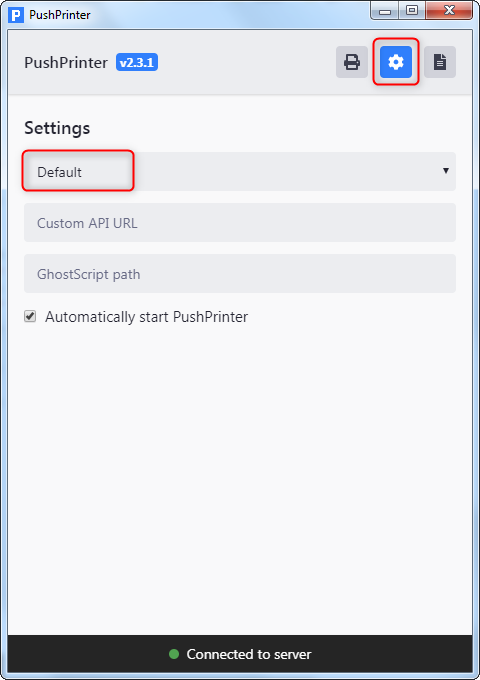 PushPrinter
PushPrinter v2.3.1
Settings
Default
Custom API URL
GhostScript path
Automatically start PushPrinter
Connected to server